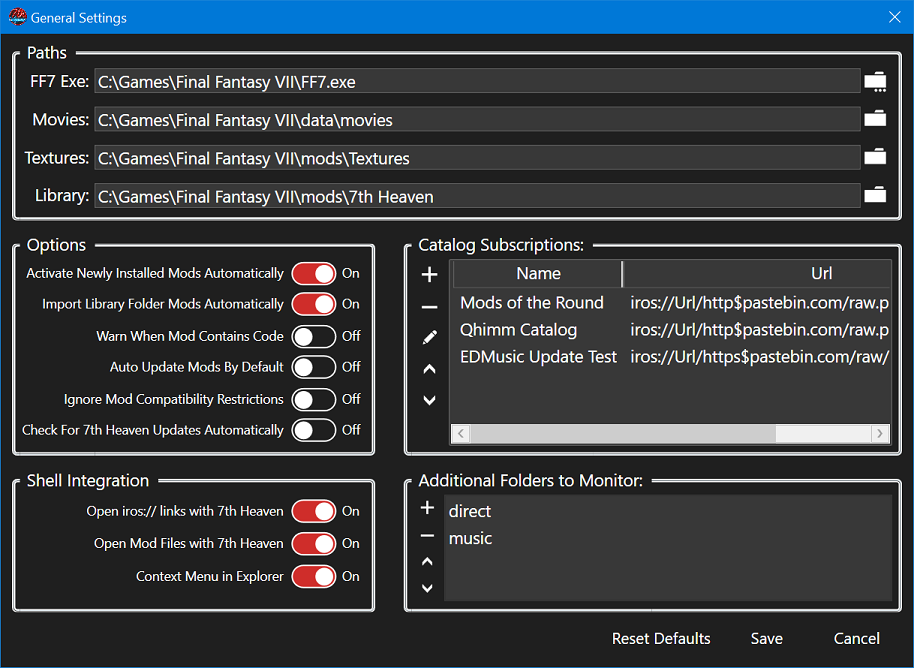 General Settings
Paths
FF7 Exe: C:\Games\Final Fantasy VII\FF7.exe
Movies: C:\Games\Final Fantasy VII\data\movies
Textures: C:\Games\Final Fantasy VII\mods\Textures
Library: C:\Games\Final Fantasy VII\mods\7th Heaven
Options
Activate Newly Installed Mods Automatically On
Import Library Folder Mods Automatically On
Warn When Mod Contains Code Off
Auto Update Mods By Default Off
Ignore Mod Compatibility Restrictions Off
Check For 7th Heaven Updates Automatically Off
Catalog Subscriptions:
Name Url
Mods of the Round iros://Url/http$pastebin.com/raw.p
Qhimm Catalog iros://Url/http$pastebin.com/raw.p
EDMusic Update Test iros://Url/https$pastebin.com/raw/
Shell Integration
Open iros:// links with 7th Heaven On
Open Mod Files with 7th Heaven On
Context Menu in Explorer On
Additional Folders to Monitor:
direct
music
Reset Defaults Save Cancel